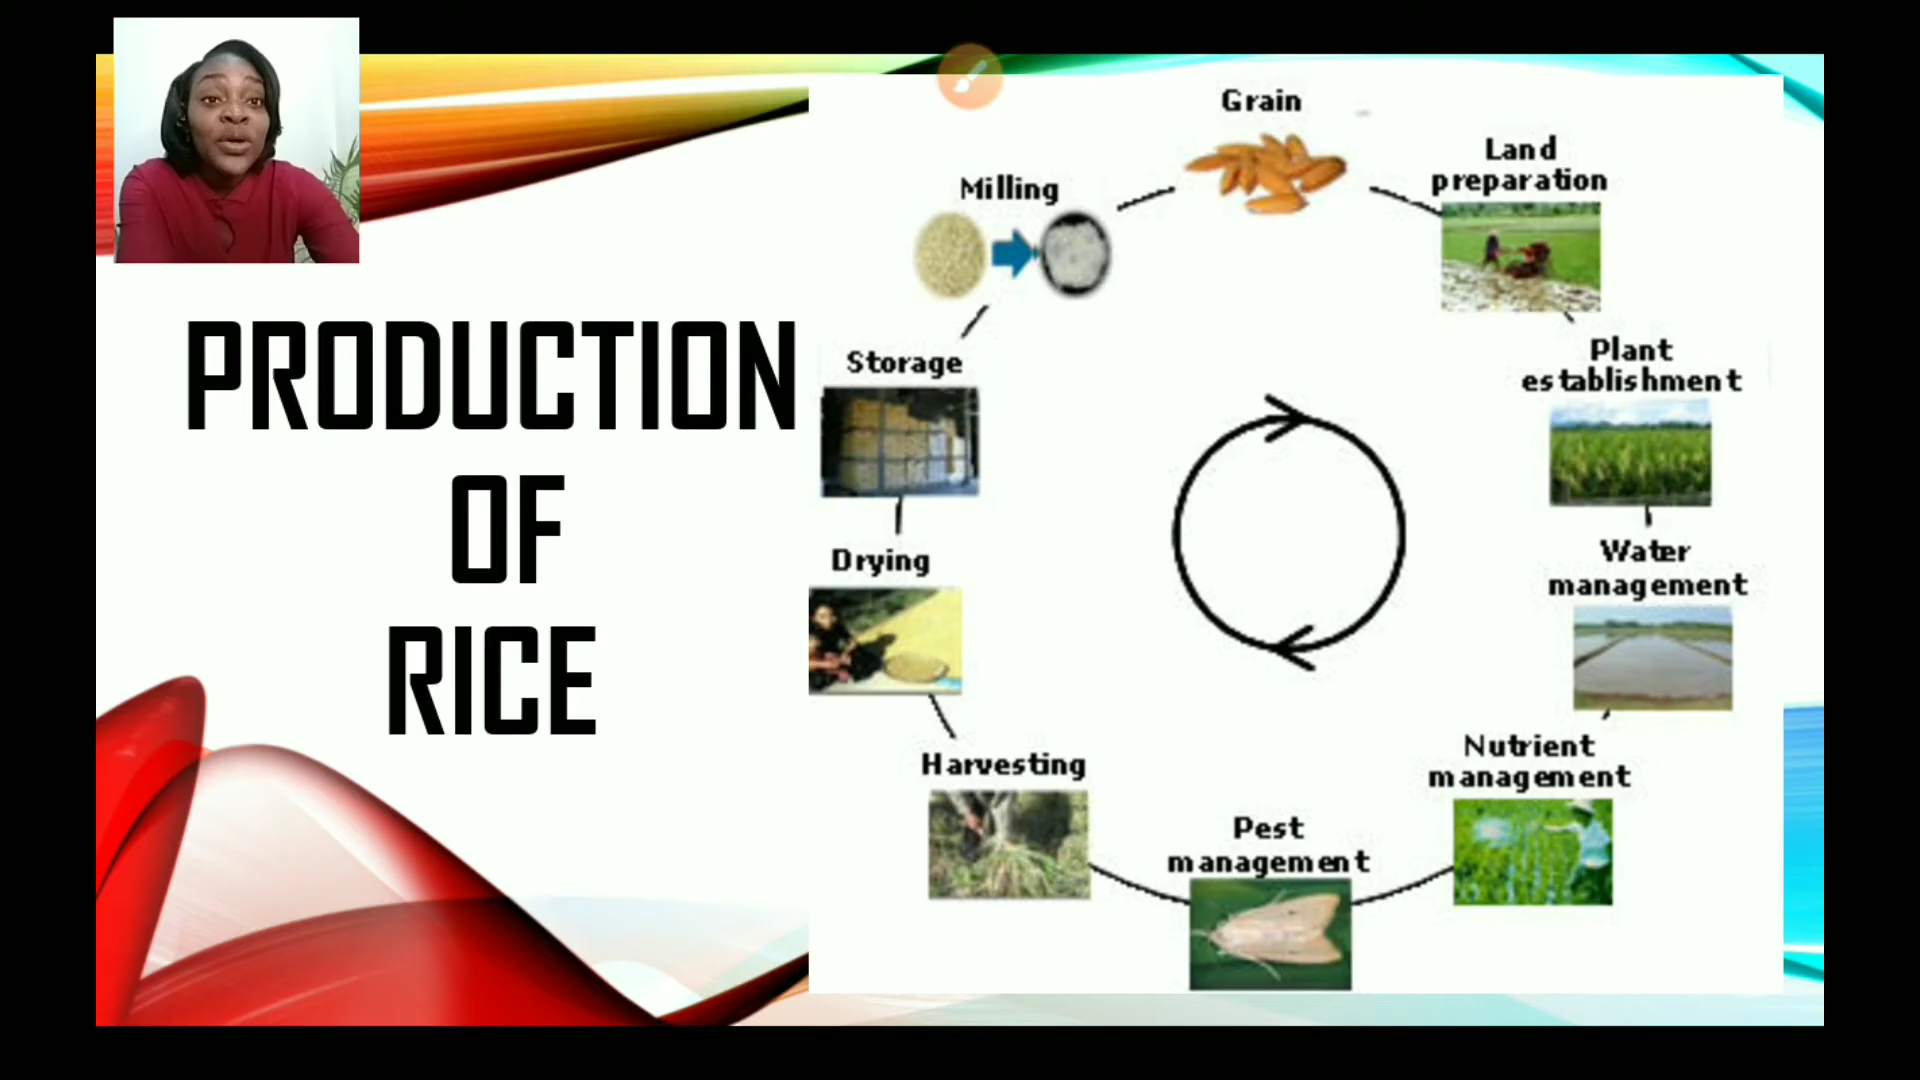 PRODUCTION
OF
RICE
Grain
Land
preparation
Plant
establishment
Water
management
Nutrient
management
Pest
management
Harvesting
Drying
Storage
Milling